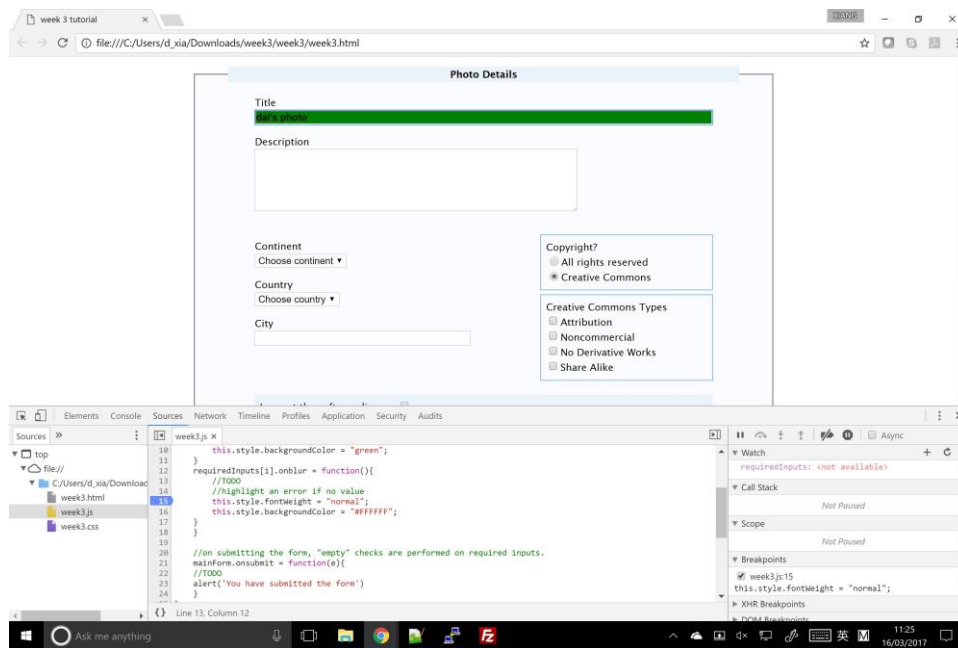 week 3 tutorial
XIANG
file:///C:/Users/d_xia/Downloads/week3/week3/week3.html
Photo Details
Title
dai's photo
Description
Continent
Choose continent
Country
Choose country
City
Copyright?
All rights reserved
Creative Commons
Creative Commons Types
Attribution
Noncommercial
No Derivative Works
Share Alike
Elements Console Sources Network Timeline Profiles Application Security Audits
Sources »
week3.js ×
Async
top
file://
C:/Users/d_xia/Download
week3.html
week3.js
week3.css
10 this.style.backgroundColor = "green";
11 }
12 requiredInputs[i].onblur = function(){
13 //TODO
14 //highlight an error if no value
15 this.style.fontWeight = "normal";
16 this.style.backgroundColor = "#FFFFFF";
17 }
18 }
19
20 //on submitting the form, "empty" checks are performed on required inputs.
21 mainForm.onsubmit = function(e){
22 //TODO
23 alert('You have submitted the form')
24 }
{} Line 13, Column 12
Watch
requiredInputs: <not available>
Call Stack
Not Paused
Scope
Not Paused
Breakpoints
week3.js:15
this.style.fontWeight = "normal";
XHR Breakpoints
DOM Breakpoints
Ask me anything
英 M
11:25
16/03/2017